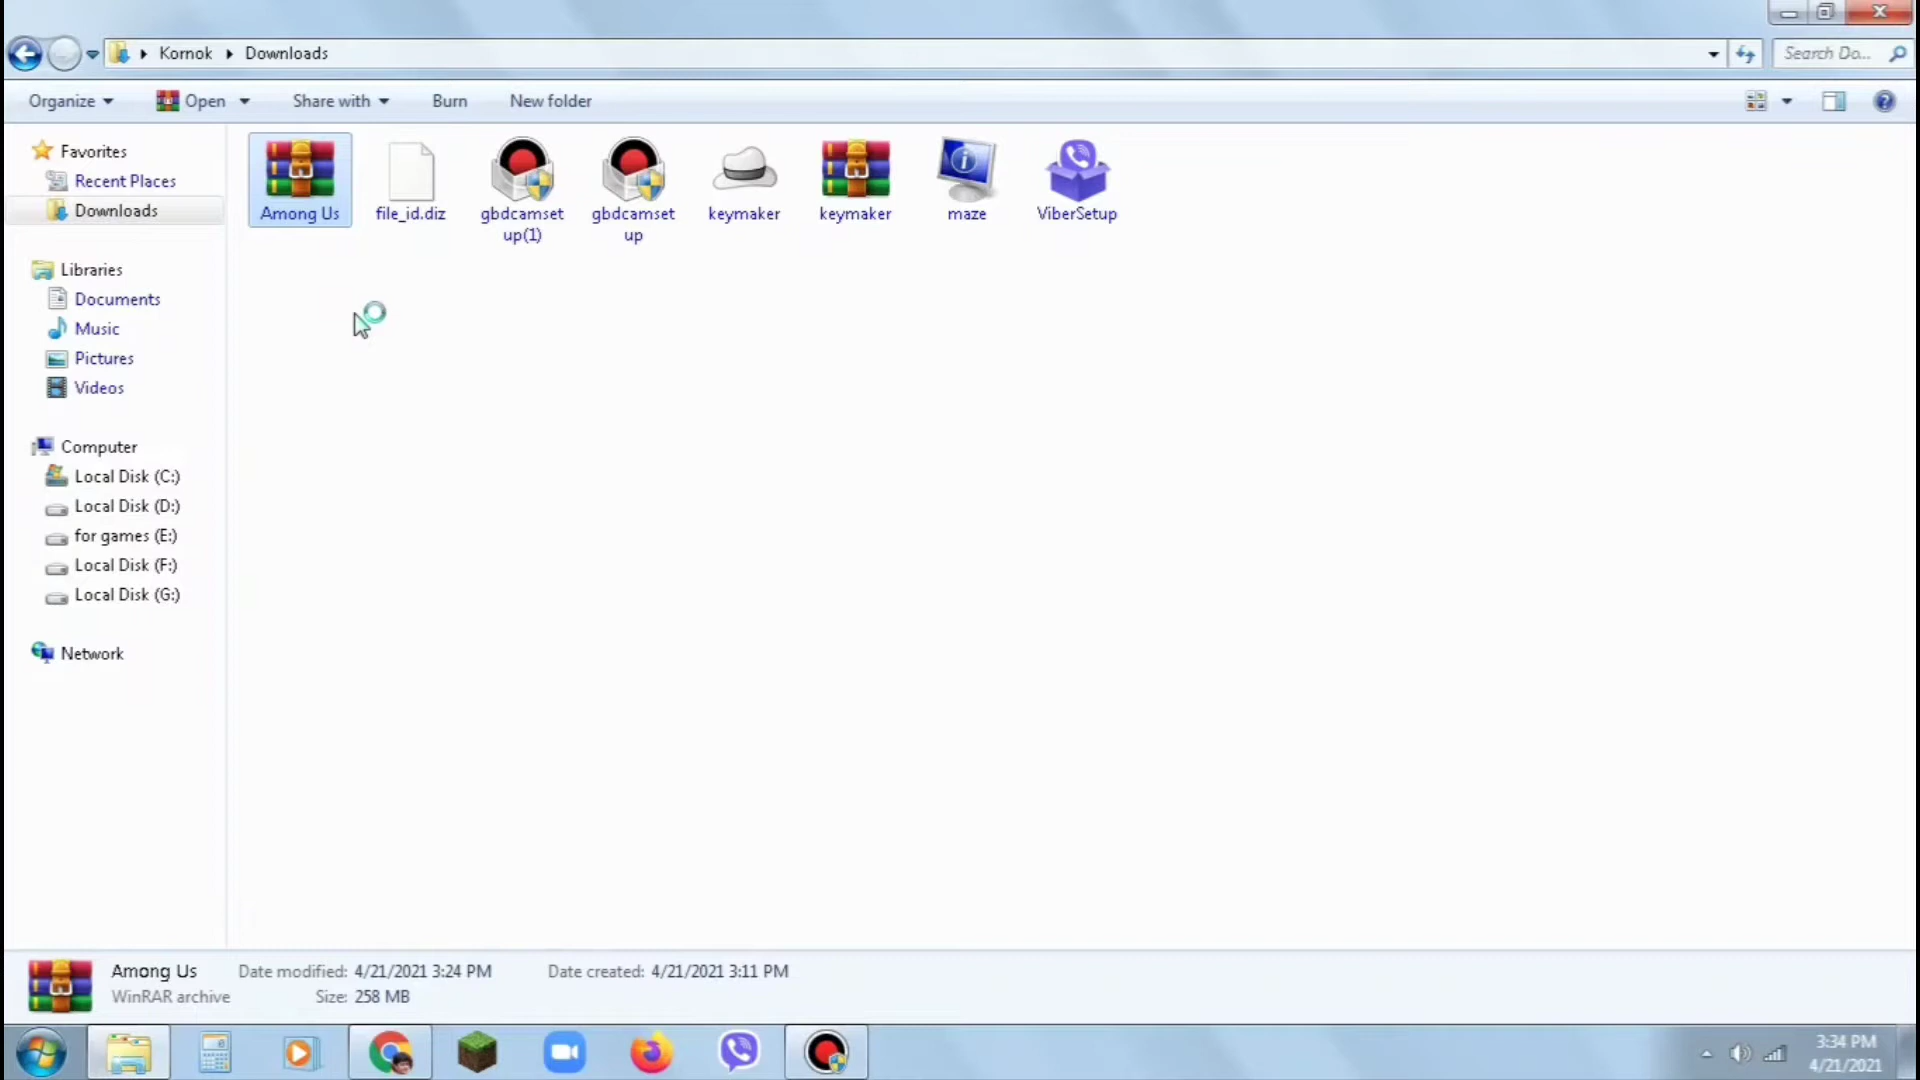 Kornok Downloads
Search Do...
Organize Open Share with Burn New folder
Favorites
Recent Places
Downloads
Libraries
Documents
Music
Pictures
Videos
Computer
Local Disk (C:)
Local Disk (D:)
for games (E:)
Local Disk (F:)
Local Disk (G:)
Network
Among Us
file_id.diz
gbdcamset
up(1)
gbdcamset
up
keymaker
keymaker
maze
ViberSetup
Among Us Date modified: 4/21/2021 3:24 PM Date created: 4/21/2021 3:11 PM
WinRAR archive Size: 258 MB
3:34 PM
4/21/2021